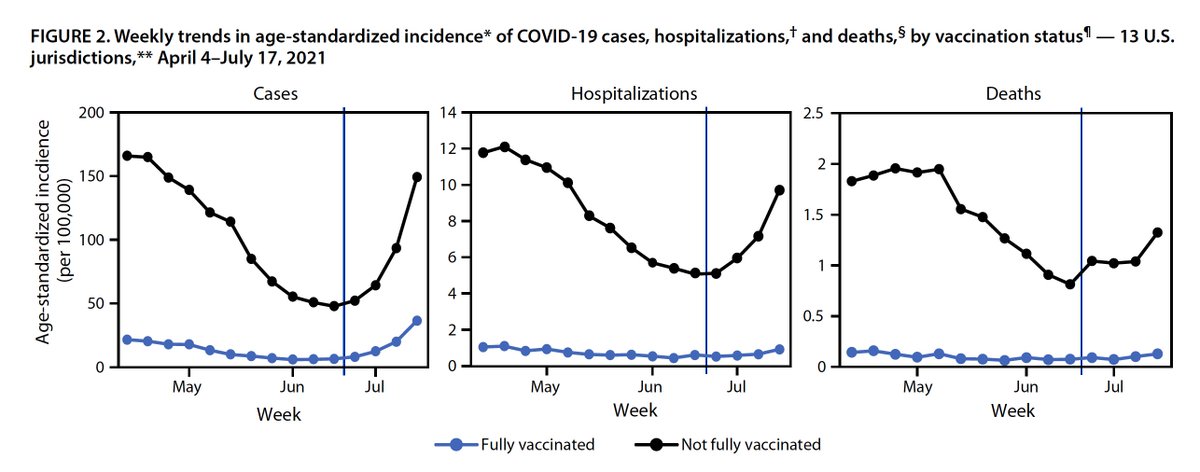 FIGURE 2. Weekly trends in age-standardized incidence* of COVID-19 cases, hospitalizations,† and deaths,§ by vaccination status¶ — 13 U.S.
jurisdictions,** April 4–July 17, 2021
Cases
Hospitalizations
Deaths
Age-standardized incdience
(per 100,000)
200
150
100
50
0
May
Jun
Jul
Week
14
12
10
8
6
4
2
0
May
Jun
Jul
Week
2.5
2
1.5
1
0.5
0
May
Jun
Jul
Week
Fully vaccinated
Not fully vaccinated